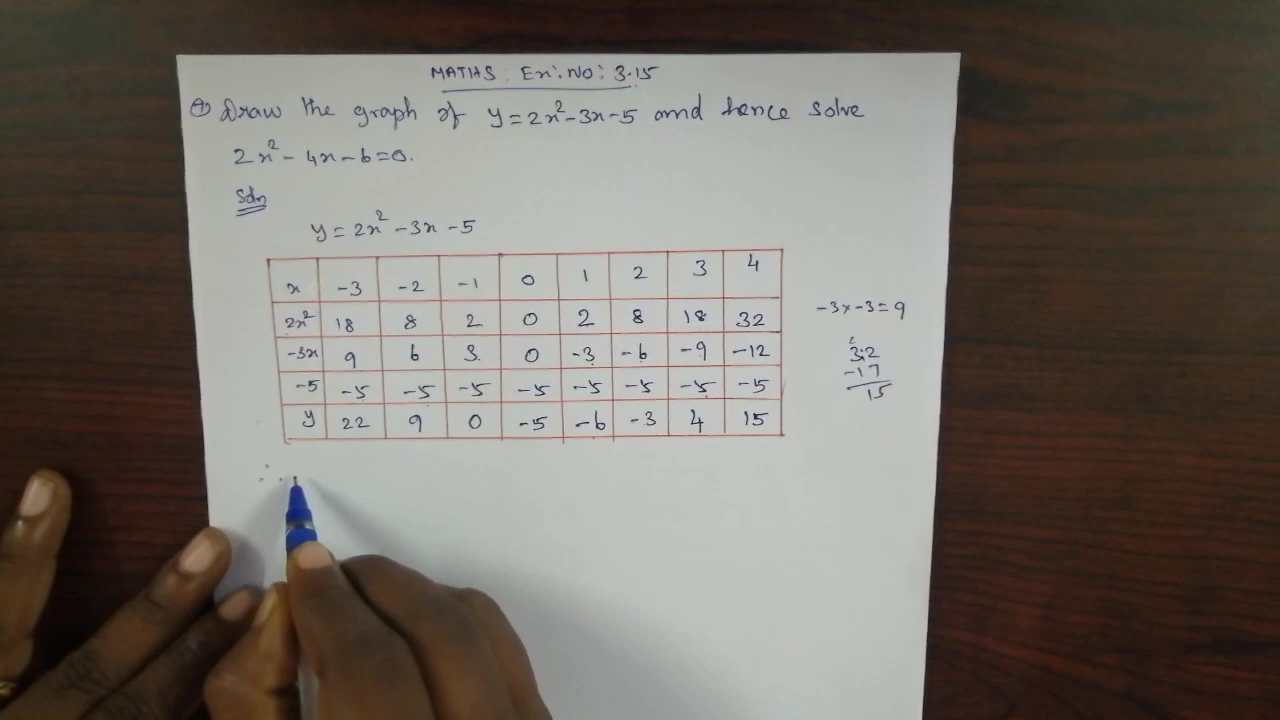 MATHS : Ex: No: 3.15
7) Draw the graph of y=2x²-3x-5 and hence solve
2x²-4x-6=0.
Soln
y=2x²-3x-5
x -3 -2 -1 0 1 2 3 4
2x² 18 8 2 0 2 8 18 32
-3x 9 6 3 0 -3 -6 -9 -12
-5 -5 -5 -5 -5 -5 -5 -5 -5
y 22 9 0 -5 -6 -3 4 15
-3x-3=9
2
32
-17
15
∴